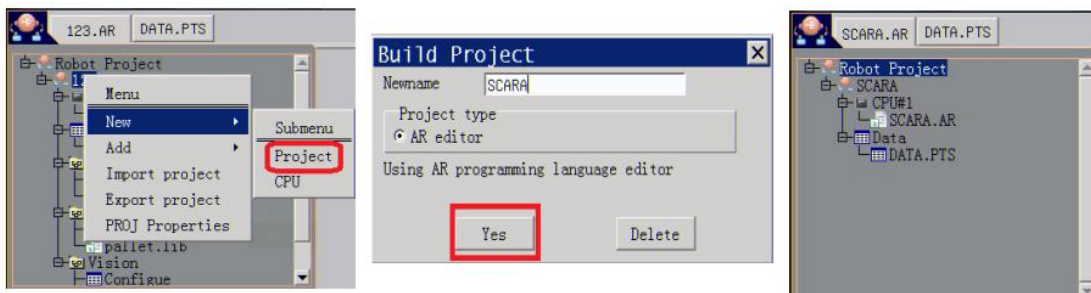 123.AR DATA.PTS
Robot Project
Menu
New
Add
Import project
Export project
PROJ Properties
pallet.lib
Vision
Configue
Submenu
Project
CPU
Build Project
Newname SCARA
Project type
AR editor
Using AR programming language editor
Yes Delete
SCARA.AR DATA.PTS
Robot Project
SCARA
CPU#1
SCARA.AR
Data
DATA.PTS